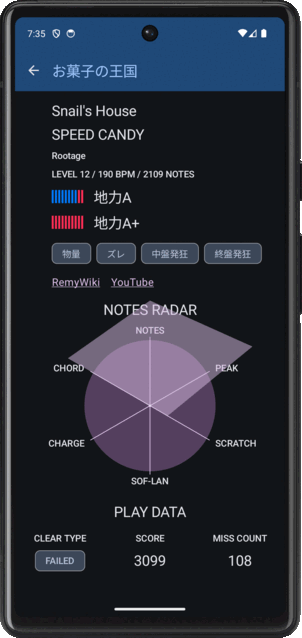 7:35
お菓子の王国
Snail's House
SPEED CANDY
Rootage
LEVEL 12 / 190 BPM / 2109 NOTES
地力A
地力A+
物量 ズレ 中盤発狂 終盤発狂
RemyWiki YouTube
NOTES RADAR
NOTES
CHORD PEAK
CHARGE SCRATCH
SOF-LAN
PLAY DATA
CLEAR TYPE SCORE MISS COUNT
FAILED 3099 108